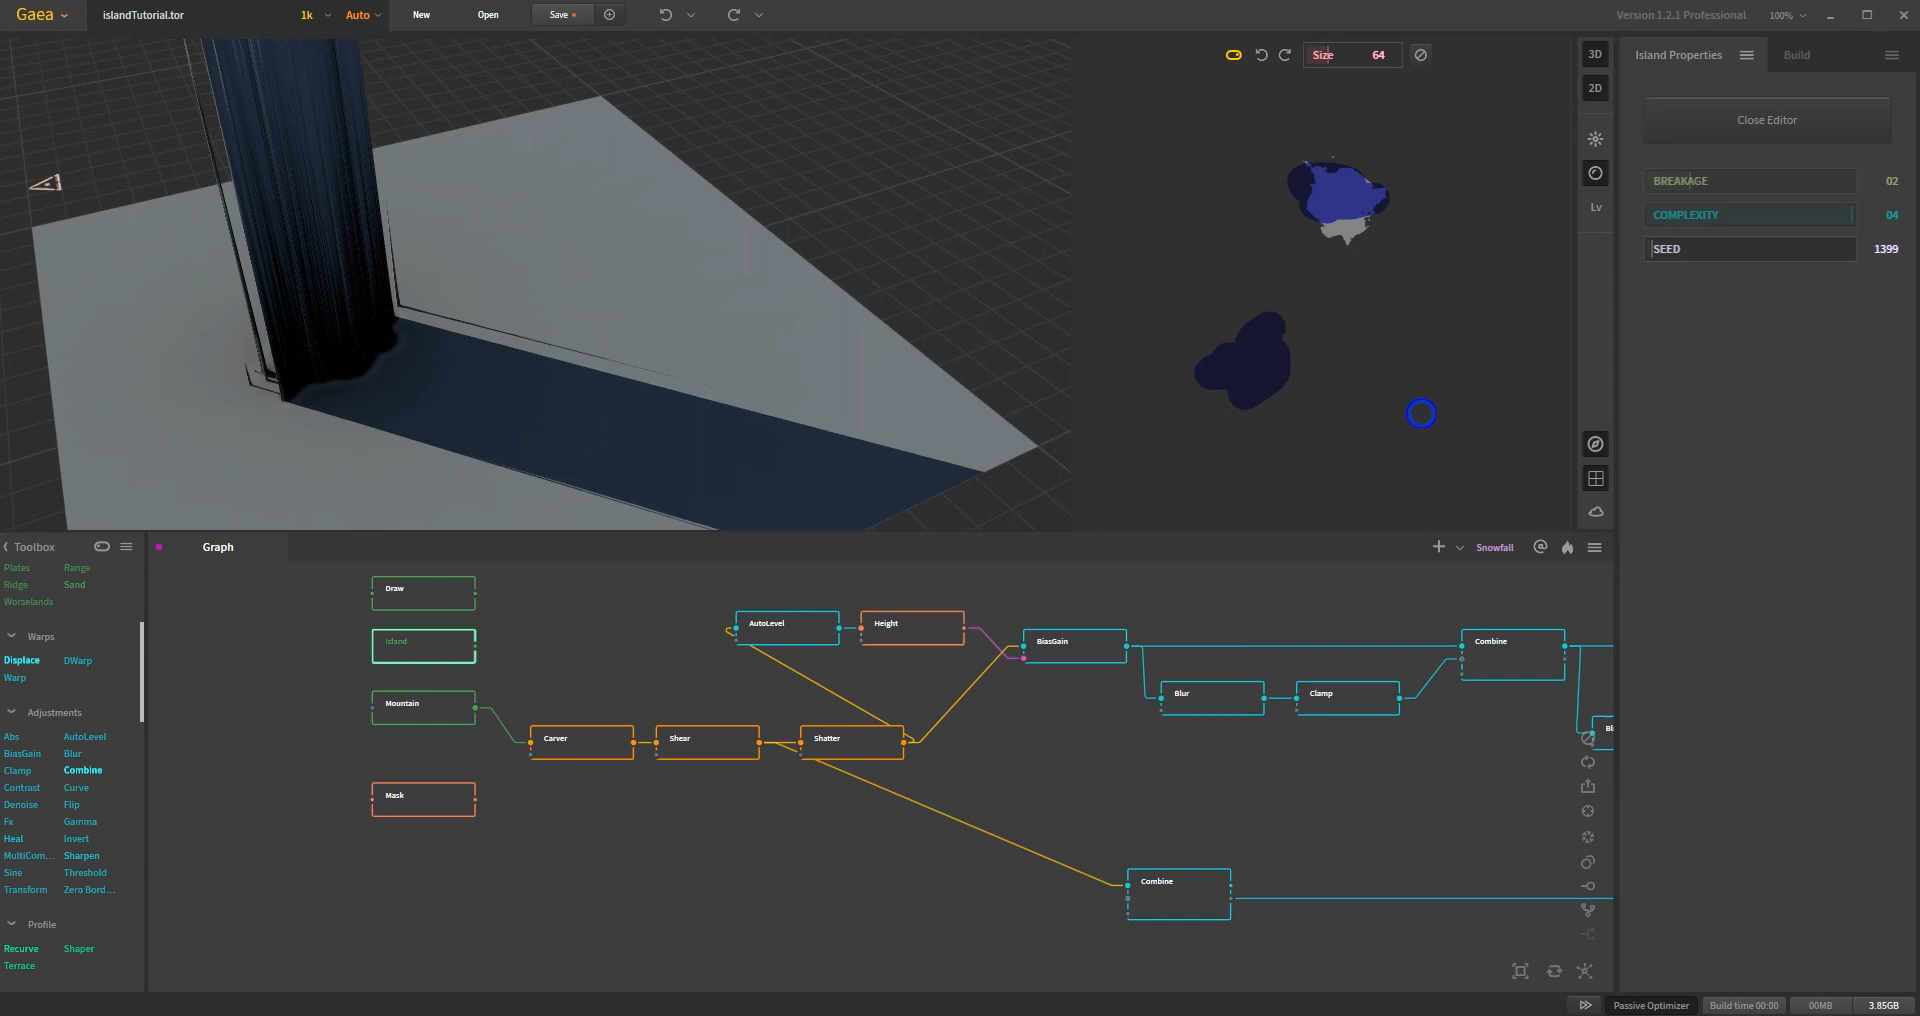 Gaea
islandTutorial.tor
1k
Auto
New
Open
Save
Version 1.2.1 Professional
100%
Size 64
3D
2D
Lv
Island Properties
Build
Close Editor
BREAKAGE 02
COMPLEXITY 04
SEED 1399
Toolbox
Plates Range
Ridge Sand
Worselands
Warps
Displace DWarp
Warp
Adjustments
Abs AutoLevel
BiasGain Blur
Clamp Combine
Contrast Curve
Denoise Flip
Fx Gamma
Heal Invert
MultiCom... Sharpen
Sine Threshold
Transform Zero Bord...
Profile
Recurve Shaper
Terrace
Graph
Snowfall
Draw
Island
Mountain
Mask
Carver
Shear
Shatter
AutoLevel
Height
BiasGain
Blur
Clamp
Combine
Bl
Combine
Passive Optimizer
Build time 00:00
00MB
3.85GB